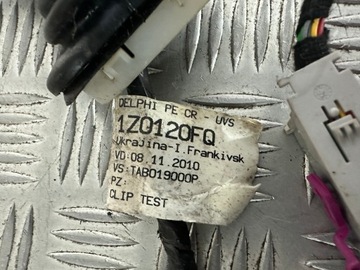 DELPHI PE-CR - UVS
1Z0120FQ
Ukrajina-I.Frankivsk
VD:08.11.2010
VS:TAB019000P
PZ:
CLIP TEST